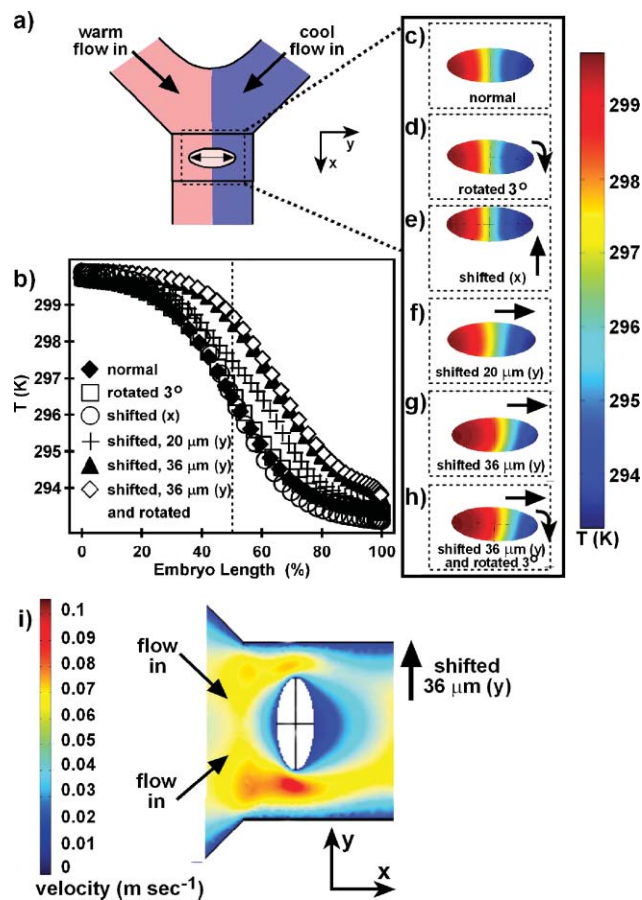 a)
warm
flow in
cool
flow in
y
x
b)
299
298
297
296
295
294
T (K)
normal
rotated 3°
shifted (x)
shifted, 20 μm (y)
shifted, 36 μm (y)
shifted, 36 μm (y)
and rotated
0 20 40 60 80 100
Embryo Length (%)
c)
normal
d)
rotated 3°
e)
shifted (x)
f)
shifted 20 μm (y)
g)
shifted 36 μm (y)
h)
shifted 36 μm (y)
and rotated 3°
299
298
297
296
295
294
T (K)
i)
0.1
0.09
0.08
0.07
0.06
0.05
0.04
0.03
0.02
0.01
0
velocity (m sec⁻¹)
flow
in
flow
in
shifted
36 μm (y)
y
x